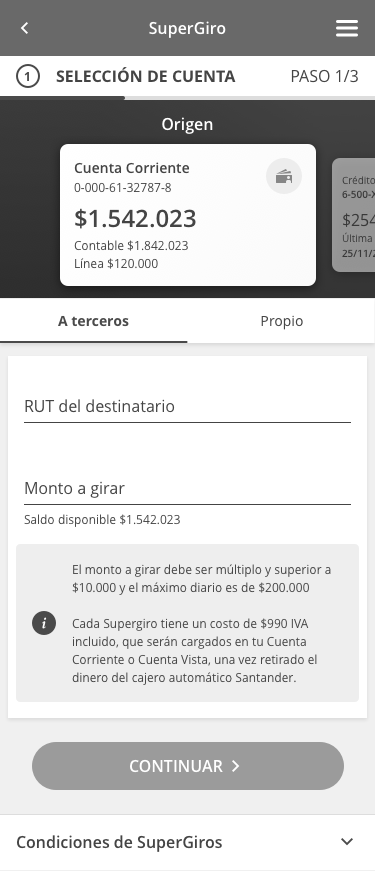 SuperGiro
1 SELECCIÓN DE CUENTA PASO 1/3
Origen
Cuenta Corriente
0-000-61-32787-8
$1.542.023
Contable $1.842.023
Línea $120.000
Crédito
6-500-X
$254
Última
25/11/2
A terceros Propio
RUT del destinatario
Monto a girar
Saldo disponible $1.542.023
El monto a girar debe ser múltiplo y superior a
$10.000 y el máximo diario es de $200.000
i
Cada Supergiro tiene un costo de $990 IVA
incluido, que serán cargados en tu Cuenta
Corriente o Cuenta Vista, una vez retirado el
dinero del cajero automático Santander.
CONTINUAR
Condiciones de SuperGiros